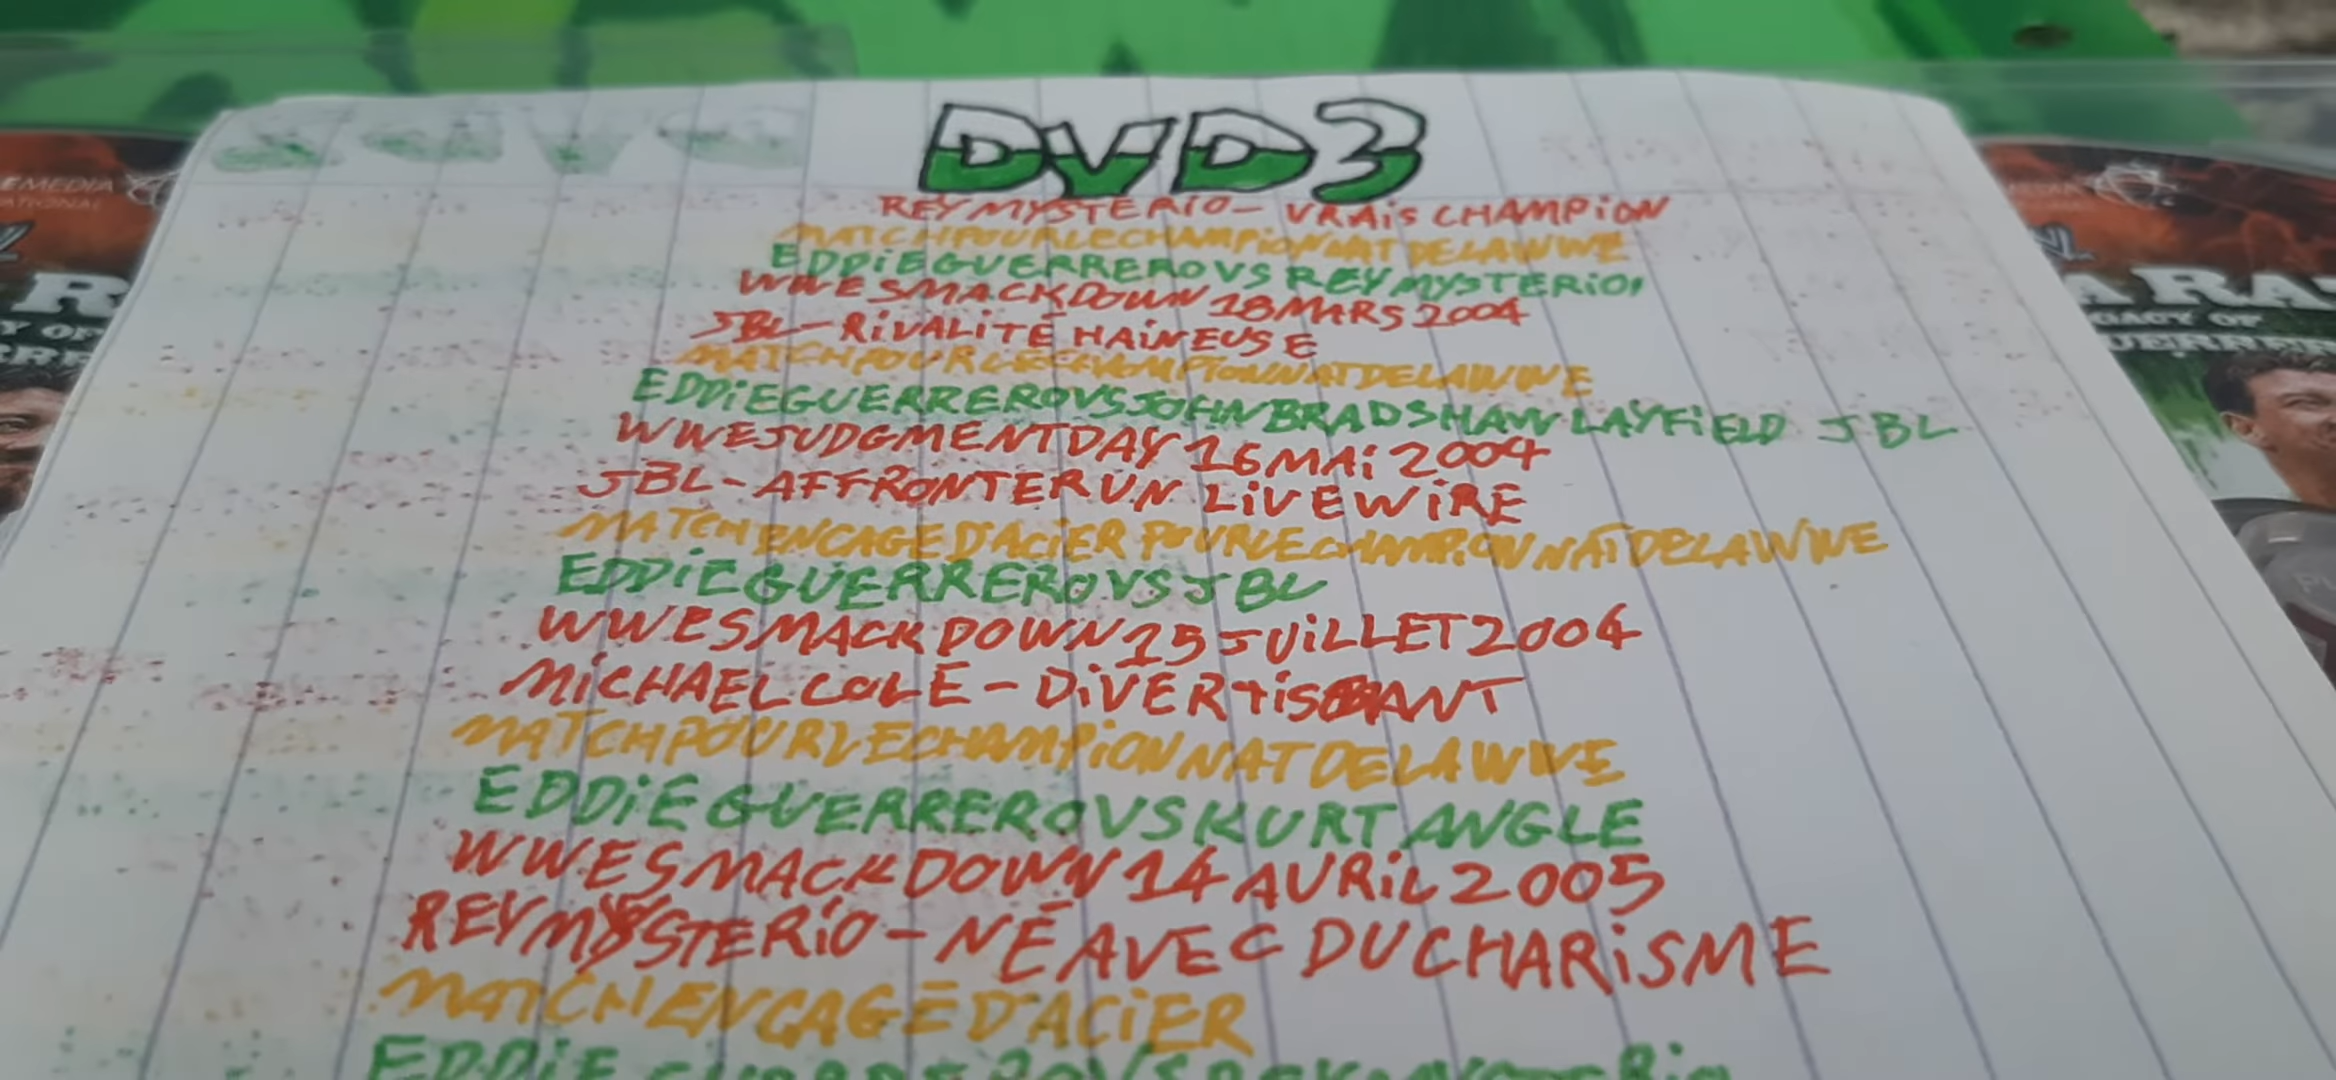 DVD3
REY MYSTERIO - VRAiS CHAMPiON
MATCH POUR LE CHAMPiONNAT DE LA WWE
EDDiE GUERRERO VS REY MYSTERiO
WWE SMACKDOWN 18 MARS 2004
JBL - RiVALiTÉ HAiNEUSE
MATCH POUR LE CHAMPiONNAT DE LA WWE
EDDiE GUERRERO VS JOHN BRADSHAW LAYFiELD JBL
WWE JUDGMENT DAY 16 MAi 2004
JBL - AFFRONTER UN LiVEWiRE
MATCH EN CAGE D'ACiER POUR LE CHAMPiONNAT DE LA WWE
EDDiE GUERRERO VS JBL
WWE SMACKDOWN 15 JUiLLET 2004
MiCHAEL COLE - DiVERTiSSANT
MATCH POUR LE CHAMPiONNAT DE LA WWE
EDDiE GUERRERO VS KURT ANGLE
WWE SMACKDOWN 14 AVRiL 2005
REY MYSTERiO - NÉ AVEC DU CHARiSME
MATCH EN CAGE D'ACiER
EDDiE
EMEDIA